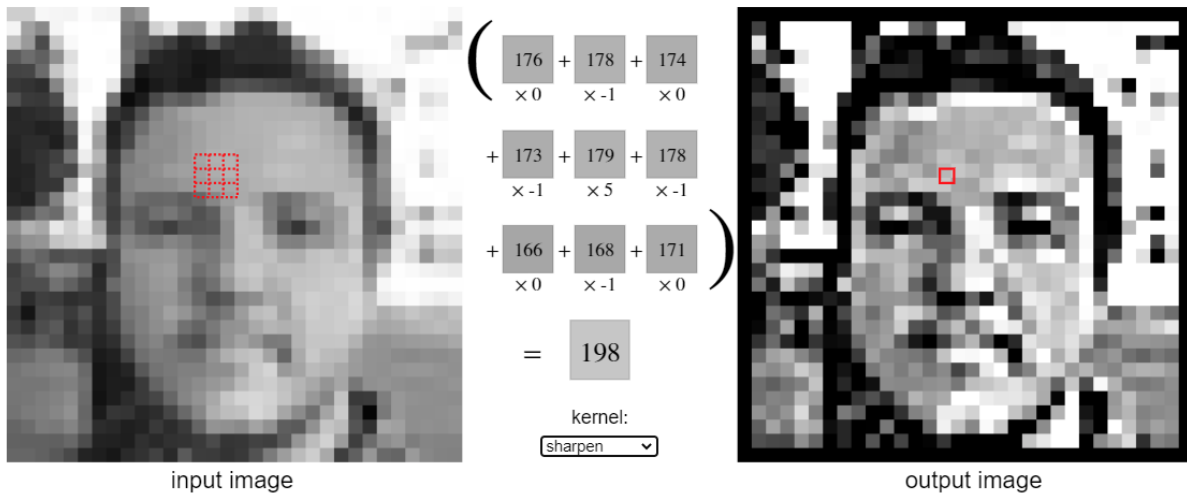 ( 176 + 178 + 174
× 0 × -1 × 0
+ 173 + 179 + 178
× -1 × 5 × -1
+ 166 + 168 + 171 )
× 0 × -1 × 0
= 198
kernel:
sharpen
input image
output image